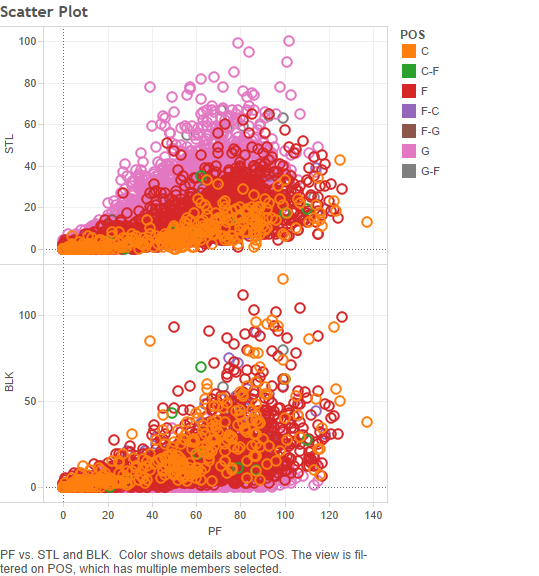 Scatter Plot
POS
C
C-F
F
F-C
F-G
G
G-F
STL
100
80
60
40
20
0
BLK
100
50
0
0
20
40
60
80
100
120
140
PF
PF vs. STL and BLK.  Color shows details about POS. The view is fil-
tered on POS, which has multiple members selected.